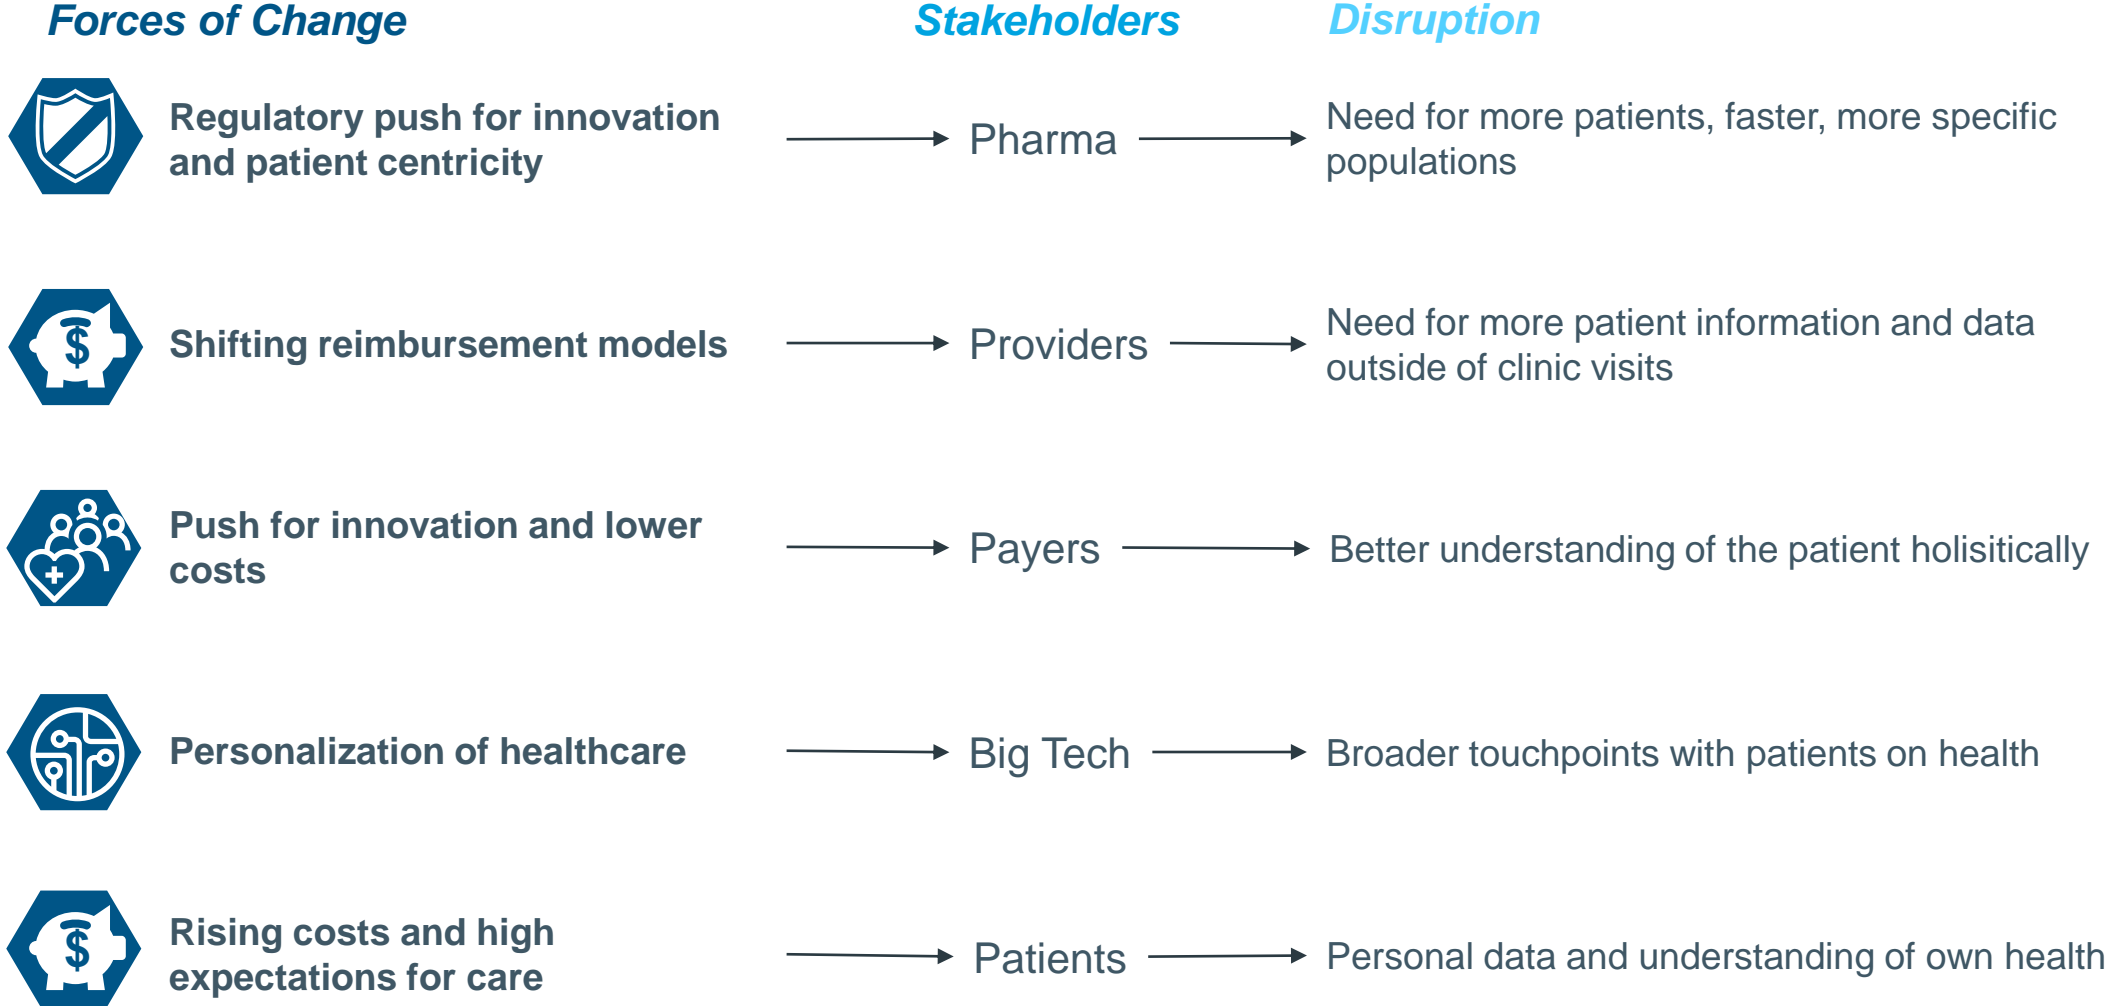 Forces of Change
Stakeholders
Disruption
Regulatory push for innovation
and patient centricity
Pharma
Need for more patients, faster, more specific
populations
$
Shifting reimbursement models
Providers
Need for more patient information and data
outside of clinic visits
Push for innovation and lower
costs
Payers
Better understanding of the patient holisitically
Personalization of healthcare
Big Tech
Broader touchpoints with patients on health
$
Rising costs and high
expectations for care
Patients
Personal data and understanding of own health